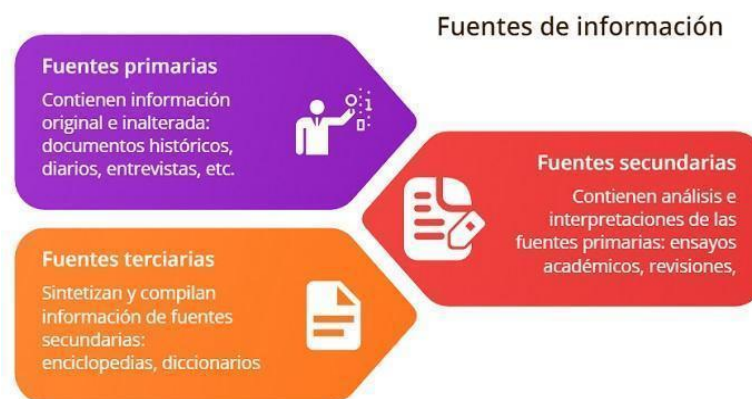 Fuentes de información
Fuentes primarias
Contienen información
original e inalterada:
documentos históricos,
diarios, entrevistas, etc.
Fuentes secundarias
Contienen análisis e
interpretaciones de las
fuentes primarias: ensayos
académicos, revisiones,
Fuentes terciarias
Sintetizan y compilan
información de fuentes
secundarias:
enciclopedias, diccionarios